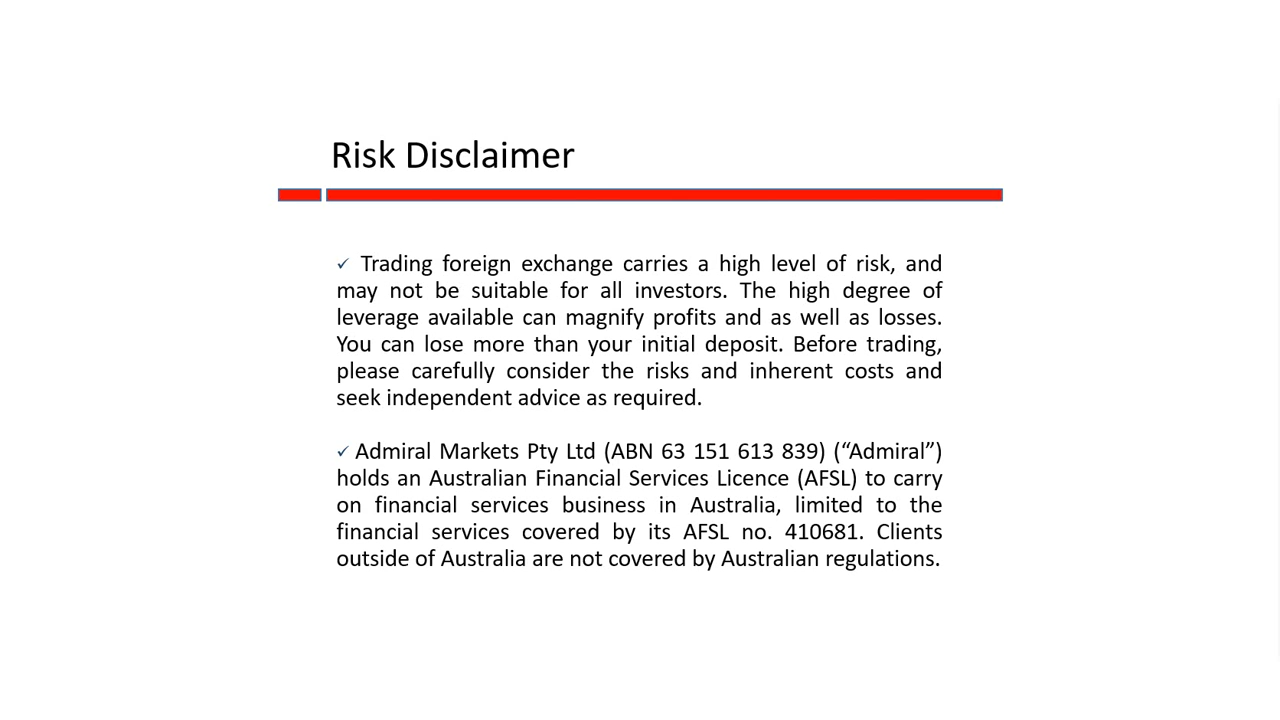 Risk Disclaimer
✓ Trading foreign exchange carries a high level of risk, and
may not be suitable for all investors. The high degree of
leverage available can magnify profits and as well as losses.
You can lose more than your initial deposit. Before trading,
please carefully consider the risks and inherent costs and
seek independent advice as required.
✓ Admiral Markets Pty Ltd (ABN 63 151 613 839) (“Admiral”)
holds an Australian Financial Services Licence (AFSL) to carry
on financial services business in Australia, limited to the
financial services covered by its AFSL no. 410681. Clients
outside of Australia are not covered by Australian regulations.